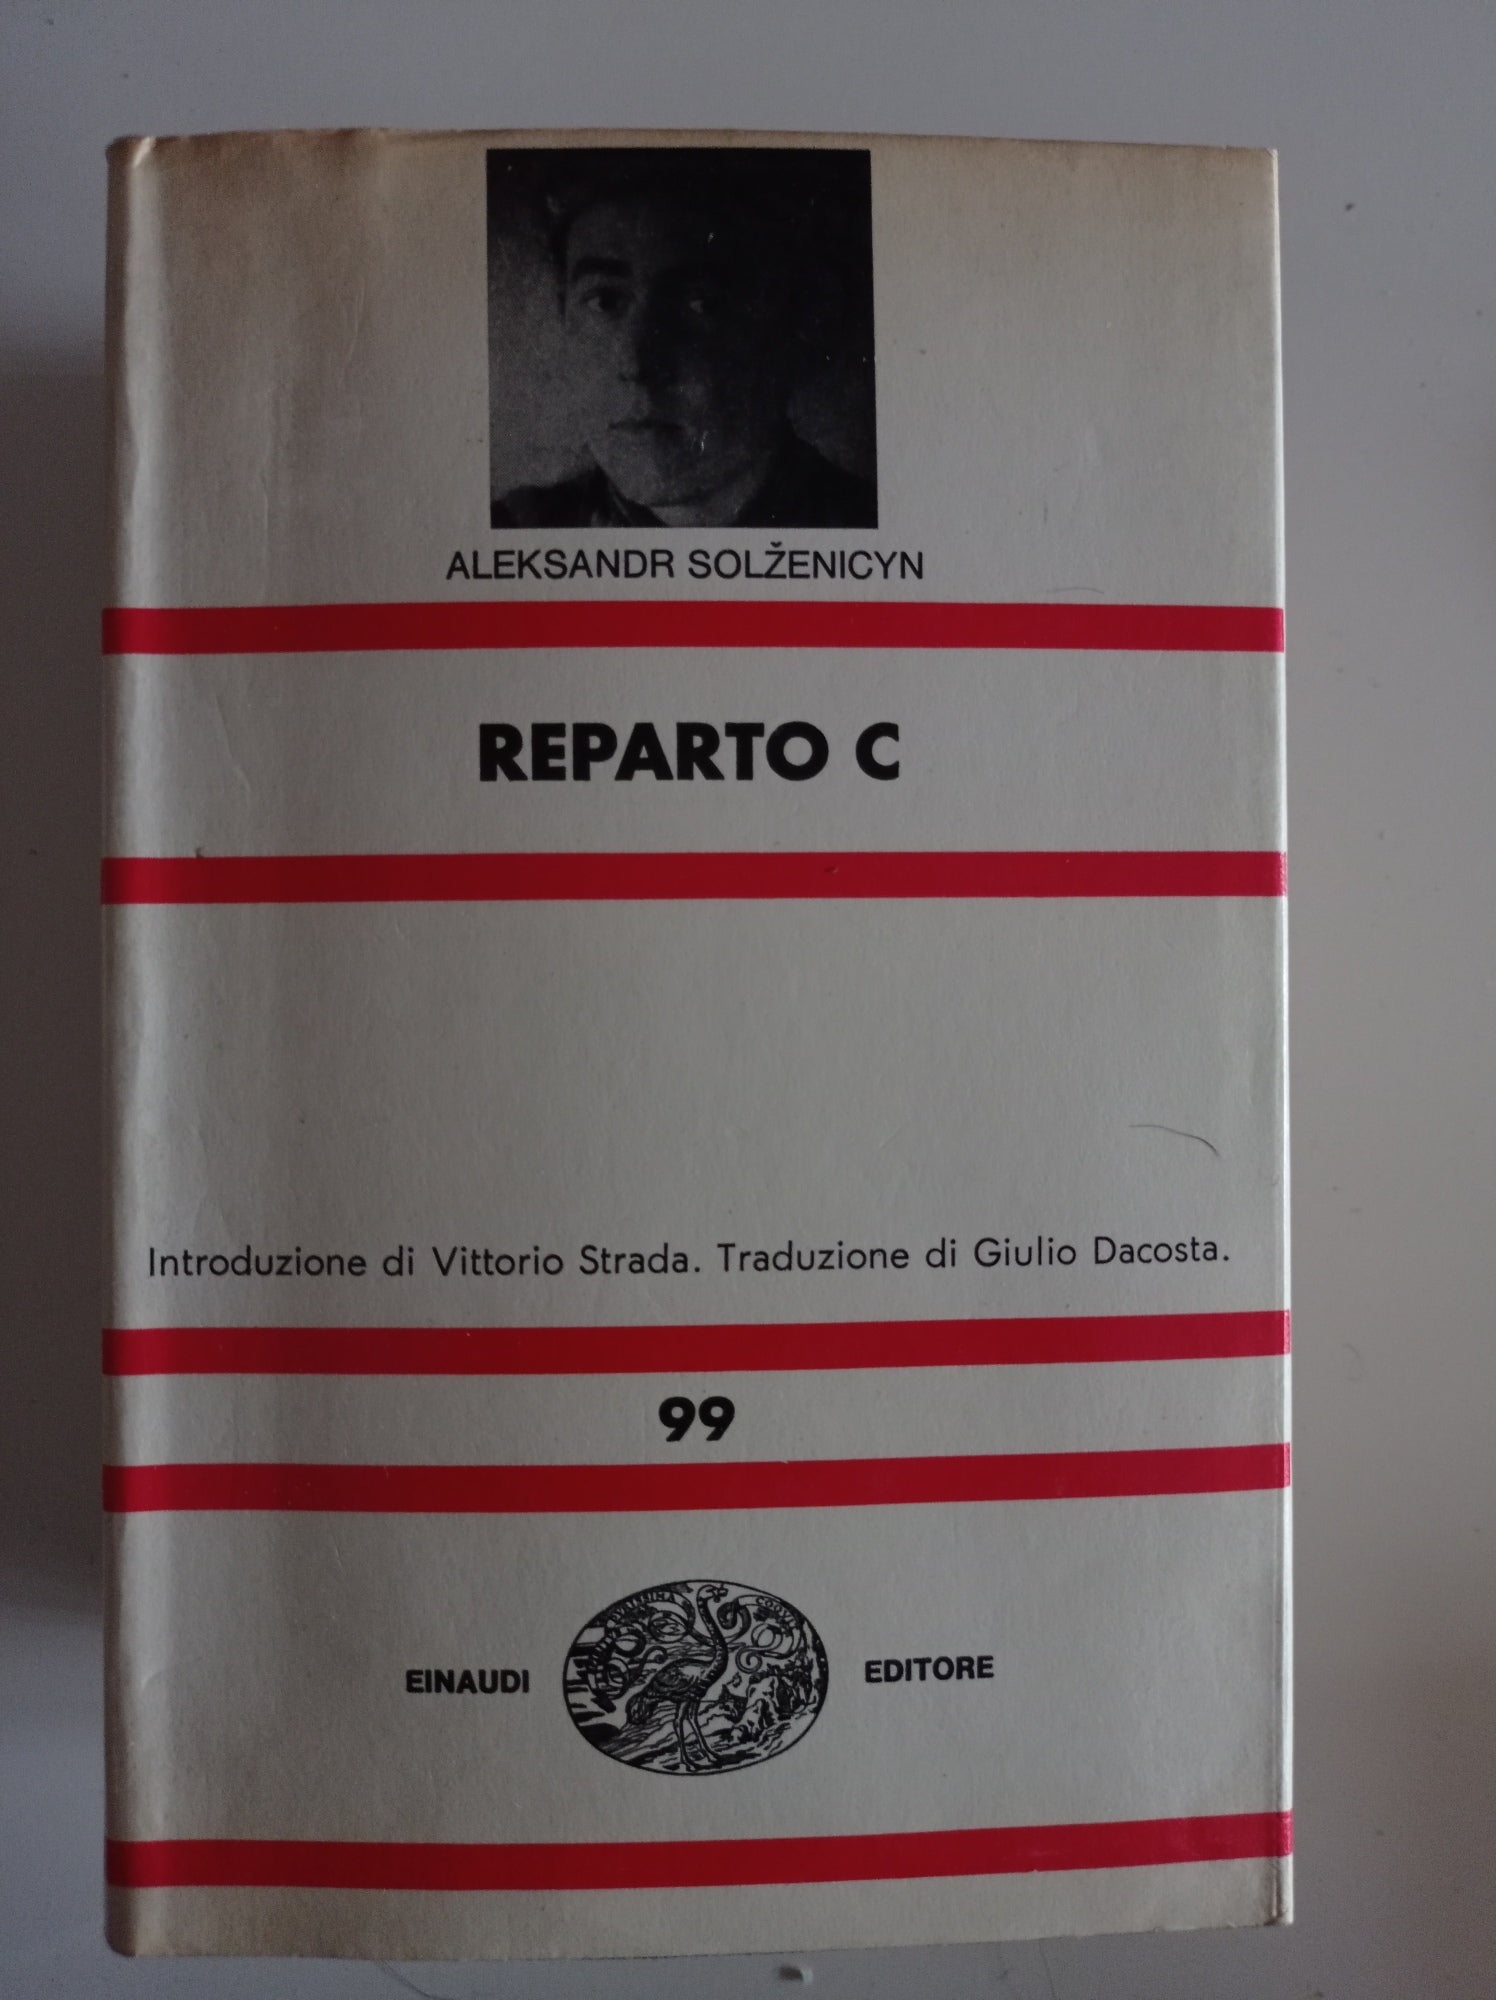 ALEKSANDR SOLŽENICYN
REPARTO C
Introduzione di Vittorio Strada. Traduzione di Giulio Dacosta.
99
EINAUDI EDITORE